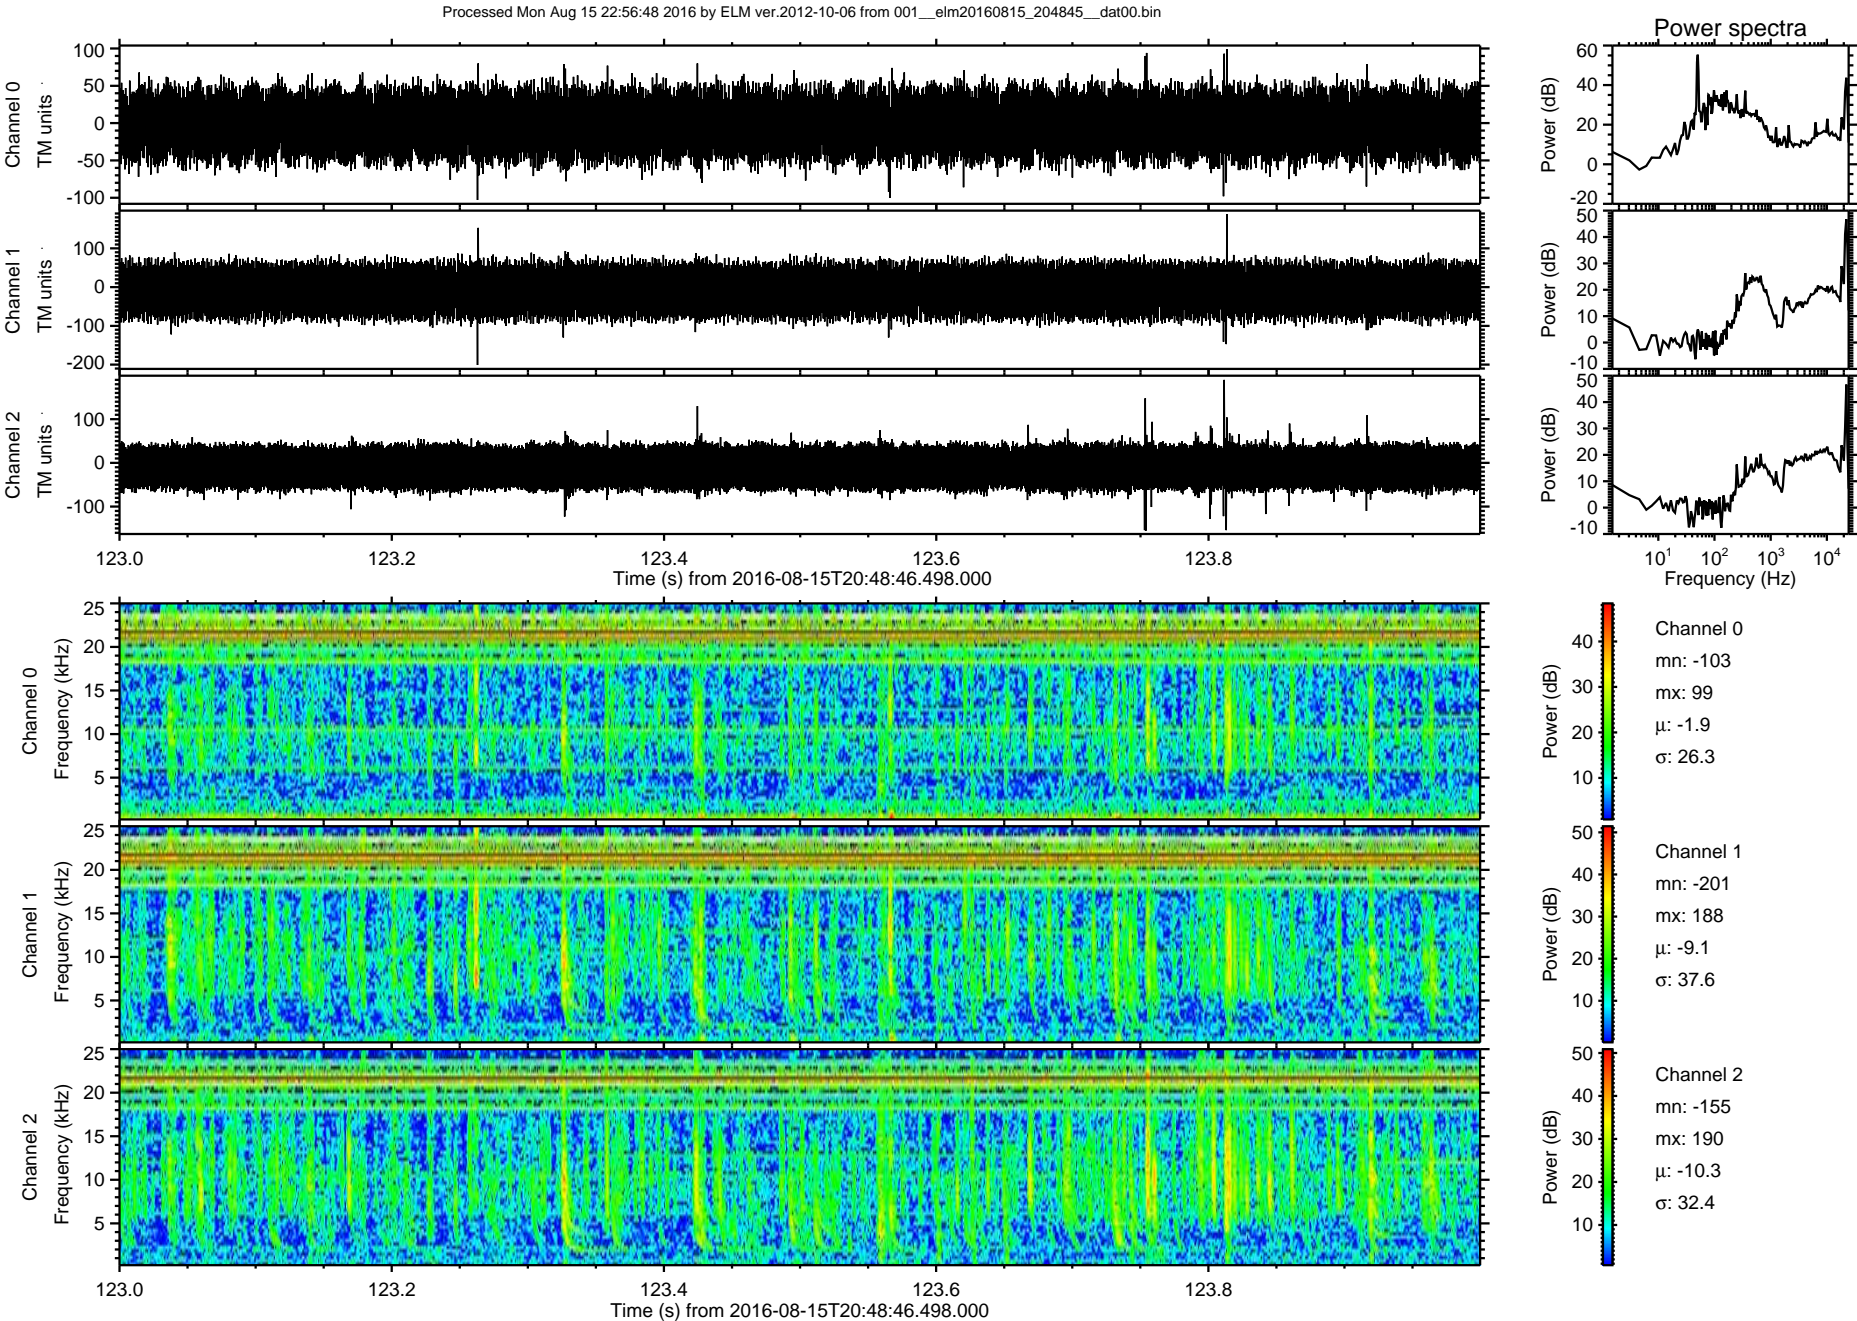 Processed Mon Aug 15 22:56:48 2016 by ELM ver.2012-10-06 from 001__elm20160815_204845__dat00.bin
Power spectra
Channel 0
TM units
100
50
0
-50
-100
Power (dB)
60
40
20
0
-20
Channel 1
TM units
100
0
-100
-200
Power (dB)
50
40
30
20
10
0
-10
Channel 2
TM units
100
0
-100
Power (dB)
50
40
30
20
10
0
-10
123.0 123.2 123.4 123.6 123.8
Time (s) from 2016-08-15T20:48:46.498.000
10^1 10^2 10^3 10^4
Frequency (Hz)
Channel 0
Frequency (kHz)
25
20
15
10
5
Power (dB)
40
30
20
10
Channel 0
mn: -103
mx: 99
μ: -1.9
σ: 26.3
Channel 1
Frequency (kHz)
25
20
15
10
5
Power (dB)
50
40
30
20
10
Channel 1
mn: -201
mx: 188
μ: -9.1
σ: 37.6
Channel 2
Frequency (kHz)
25
20
15
10
5
Power (dB)
50
40
30
20
10
Channel 2
mn: -155
mx: 190
μ: -10.3
σ: 32.4
123.0 123.2 123.4 123.6 123.8
Time (s) from 2016-08-15T20:48:46.498.000